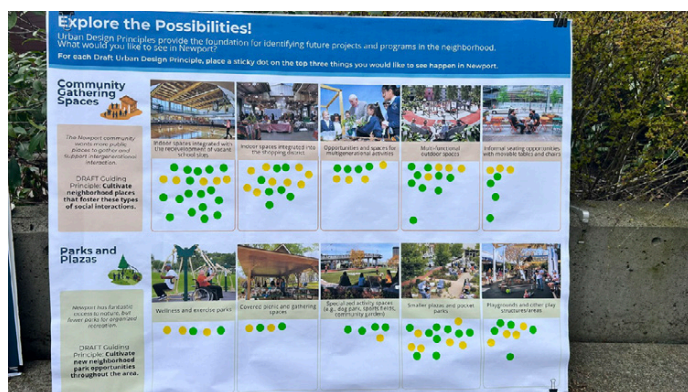 Explore the Possibilities!
Urban Design Principles provide the foundation for identifying future projects and programs in the neighborhood.
What would you like to see in Newport?
For each Draft Urban Design Principle, place a sticky dot on the top three things you would like to see happen in Newport.
Community
Gathering
Spaces
The Newport community
wants more public
places to gather and
support intergenerational
interaction.
DRAFT Guiding
Principle: Cultivate
neighborhood places
that foster these types
of social interactions.
Indoor spaces integrated with
the redevelopment of vacant
school sites
Indoor spaces integrated into
the shopping district
Opportunities and spaces for
multigenerational activities
Multi-functional
outdoor spaces
Informal seating opportunities
with movable tables and chairs
Parks and
Plazas
Newport has fantastic
access to nature, but
fewer parks for organized
recreation.
DRAFT Guiding
Principle: Cultivate
new neighborhood
park opportunities
throughout the area.
Wellness and exercise parks
Covered picnic and gathering
spaces
Specialized activity spaces
(e.g., dog park, sports fields,
community garden)
Smaller plazas and pocket
parks
Playgrounds and other play
structures/areas